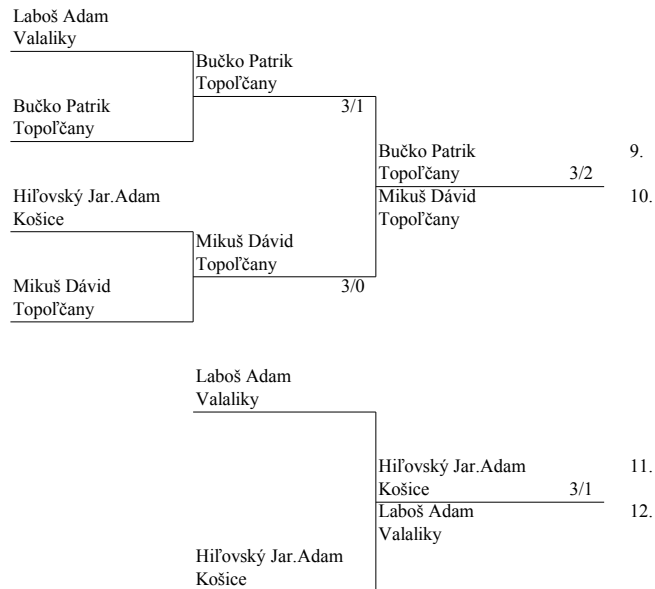 Laboš Adam
Valaliky
Bučko Patrik
Topoľčany
Bučko Patrik
Topoľčany
3/1
Bučko Patrik
Topoľčany
3/2
9.
Mikuš Dávid
Topoľčany
10.
Hiľovský Jar.Adam
Košice
Mikuš Dávid
Topoľčany
3/0
Mikuš Dávid
Topoľčany
Laboš Adam
Valaliky
Hiľovský Jar.Adam
Košice
3/1
11.
Laboš Adam
Valaliky
12.
Hiľovský Jar.Adam
Košice